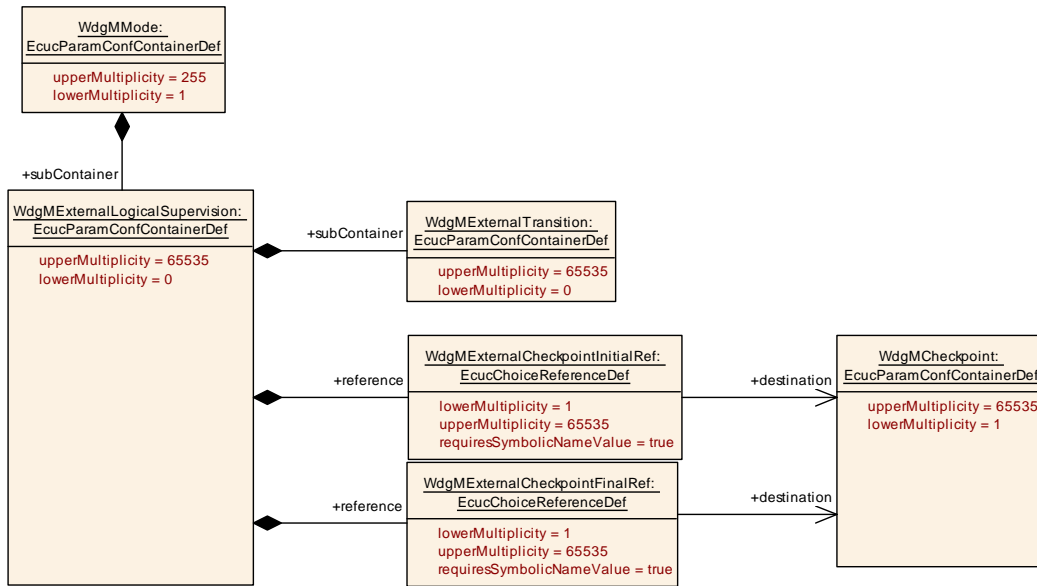 WdgMMode:
EcucParamConfContainerDef
upperMultiplicity = 255
lowerMultiplicity = 1
+subContainer
WdgMExternalLogicalSupervision:
EcucParamConfContainerDef
upperMultiplicity = 65535
lowerMultiplicity = 0
+subContainer
WdgMExternalTransition:
EcucParamConfContainerDef
upperMultiplicity = 65535
lowerMultiplicity = 0
+reference
WdgMExternalCheckpointInitialRef:
EcucChoiceReferenceDef
lowerMultiplicity = 1
upperMultiplicity = 65535
requiresSymbolicNameValue = true
+destination
WdgMCheckpoint:
EcucParamConfContainerDef
upperMultiplicity = 65535
lowerMultiplicity = 1
+reference
WdgMExternalCheckpointFinalRef:
EcucChoiceReferenceDef
lowerMultiplicity = 1
upperMultiplicity = 65535
requiresSymbolicNameValue = true
+destination